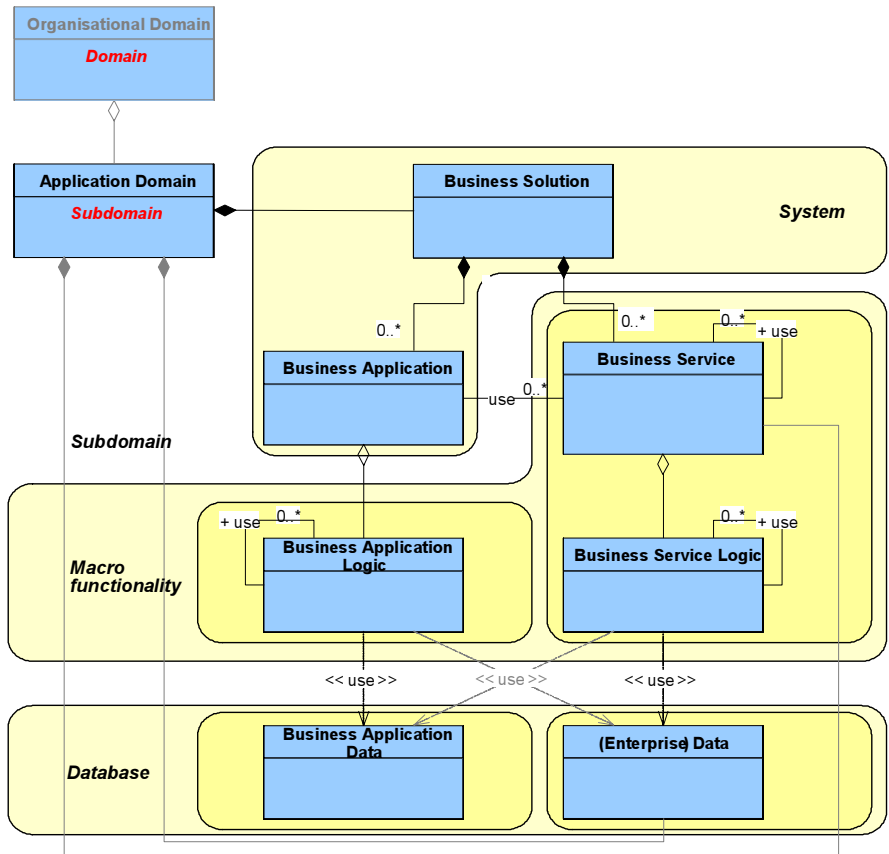 Organisational Domain
Domain
Application Domain
Subdomain
Business Solution
System
0..*
0..*
0..*
+ use
Business Application
Business Service
use
0..*
Subdomain
+ use
0..*
0..*
+ use
Business Application
Logic
Business Service Logic
Macro
functionality
<< use >>
<< use >>
<< use >>
Business Application
Data
(Enterprise) Data
Database